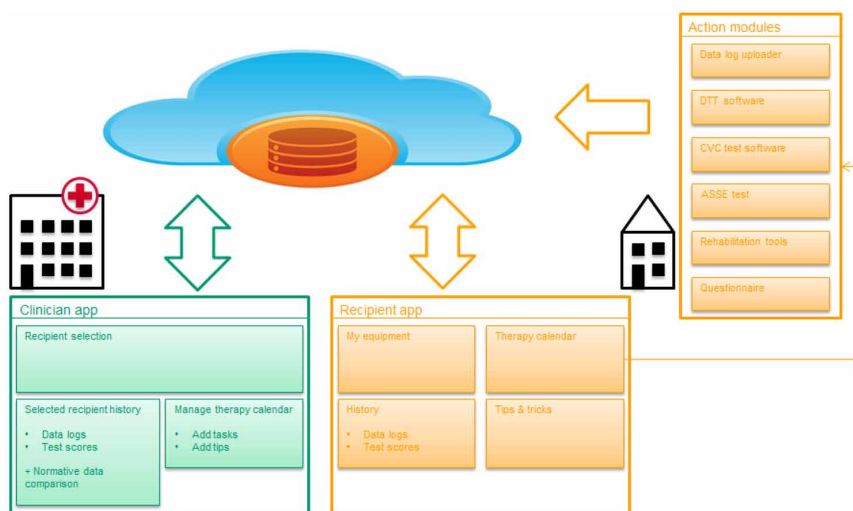 Action modules
Data log uploader
DTT software
CVC test software
ASSE test
Rehabilitation tools
Questionnaire
Clinician app
Recipient selection
Selected recipient history
• Data logs
• Test scores
+ Normative data
comparison
Manage therapy calendar
• Add tasks
• Add tips
Recipient app
My equipment
Therapy calendar
History
• Data logs
• Test scores
Tips & tricks